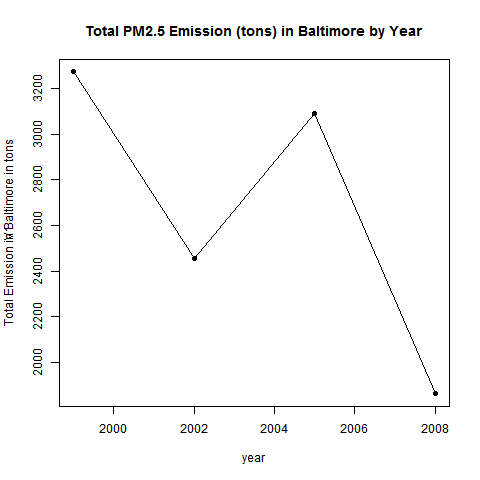 Total PM2.5 Emission (tons) in Baltimore by Year
Total Emission in Baltimore in tons
3200
3000
2800
2600
2400
2200
2000
2000 2002 2004 2006 2008
year